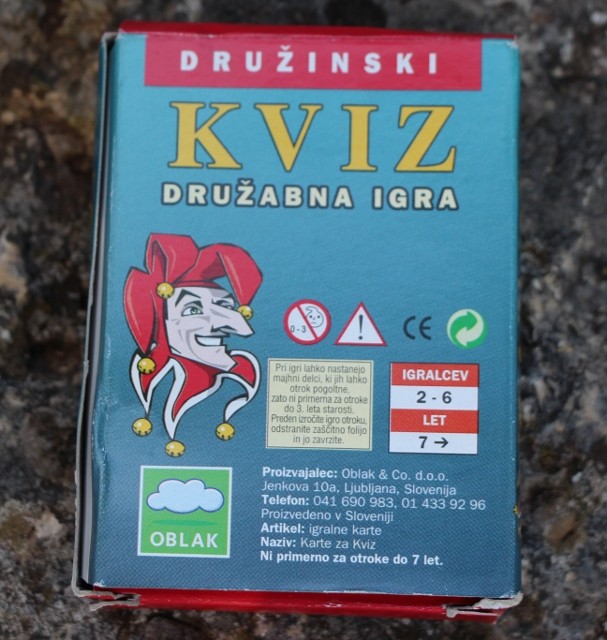 DRUŽINSKI
KVIZ
DRUŽABNA IGRA
0-3
!
CE
Pri igri lahko nastanejo
majhni delci, ki jih lahko
otrok pogoltne,
zato ni primerna za otroke
do 3. leta starosti.
Preden izročite igro otroku,
odstranite zaščitno folijo
in jo zavrzite.
IGRALCEV
2 - 6
LET
7 →
OBLAK
Proizvajalec: Oblak & Co. d.o.o.
Jenkova 10a, Ljubljana, Slovenija
Telefon: 041 690 983, 01 433 92 96
Proizvedeno v Sloveniji
Artikel: igralne karte
Naziv: Karte za Kviz
Ni primerno za otroke do 7 let.